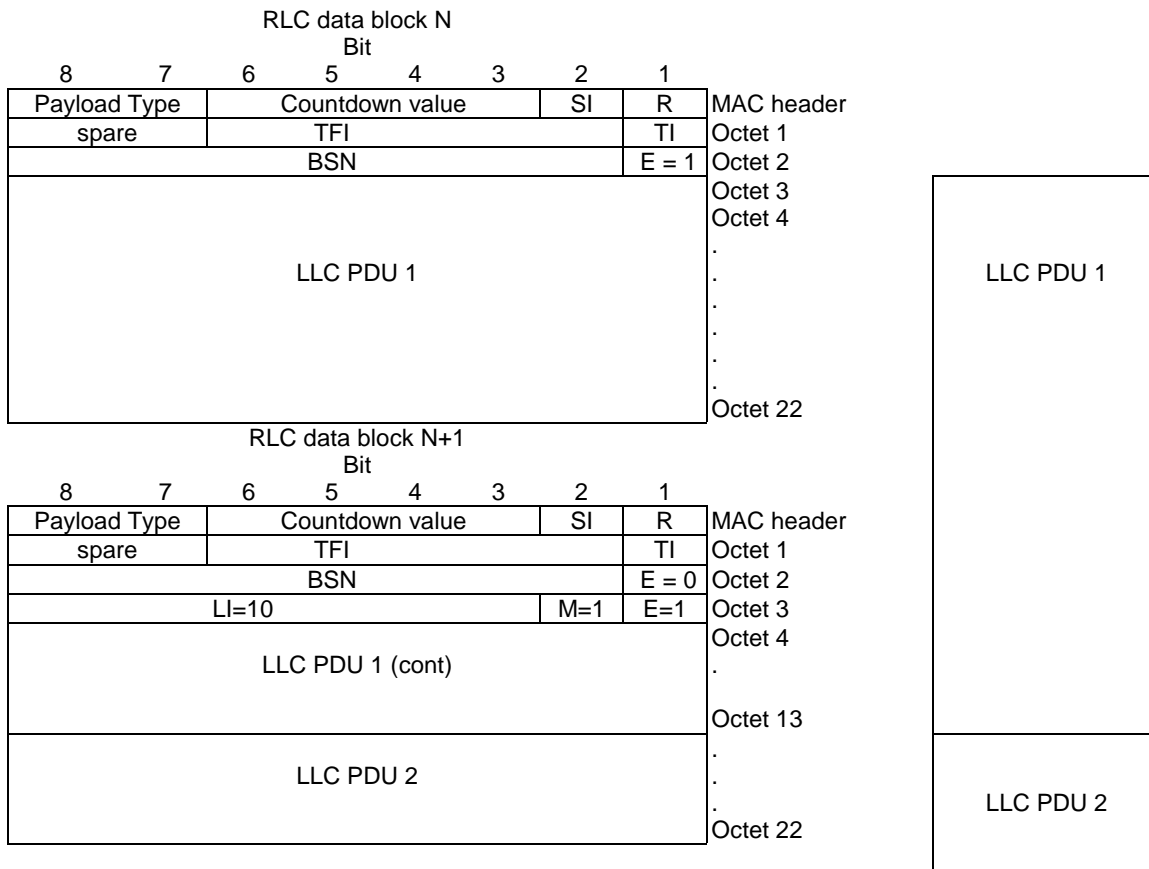 RLC data block N
Bit
8 7 6 5 4 3 2 1
Payload Type Countdown value SI R MAC header
spare TFI TI Octet 1
BSN E = 1 Octet 2
Octet 3
Octet 4
.
LLC PDU 1 . LLC PDU 1
.
.
.
.
Octet 22
RLC data block N+1
Bit
8 7 6 5 4 3 2 1
Payload Type Countdown value SI R MAC header
spare TFI TI Octet 1
BSN E = 0 Octet 2
LI=10 M=1 E=1 Octet 3
Octet 4
LLC PDU 1 (cont) .
Octet 13
.
LLC PDU 2 .
. LLC PDU 2
Octet 22